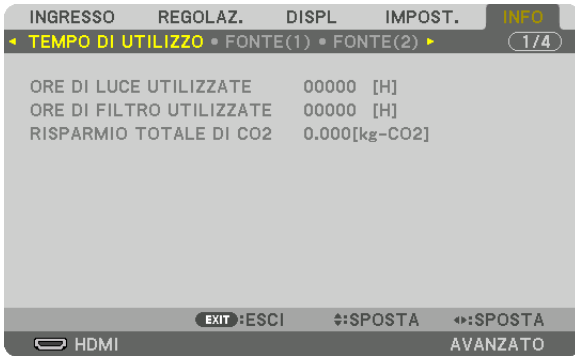 INGRESSO REGOLAZ. DISPL IMPOST. INFO
TEMPO DI UTILIZZO • FONTE(1) • FONTE(2) 1/4
ORE DI LUCE UTILIZZATE 00000 [H]
ORE DI FILTRO UTILIZZATE 00000 [H]
RISPARMIO TOTALE DI CO2 0.000[kg-CO2]
EXIT:ESCI :SPOSTA :SPOSTA
HDMI AVANZATO